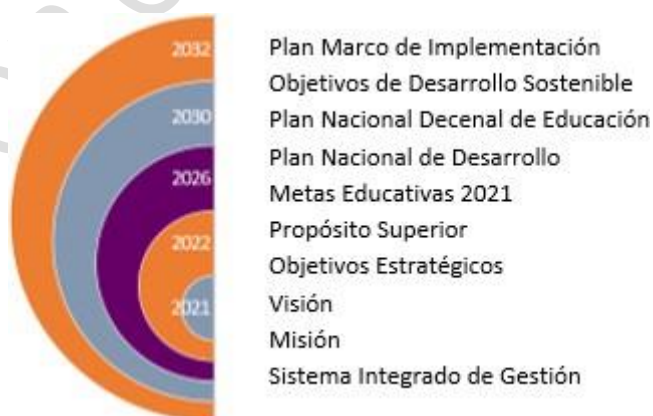 2032
Plan Marco de Implementación
Objetivos de Desarrollo Sostenible
2030
Plan Nacional Decenal de Educación
Plan Nacional de Desarrollo
2026
Metas Educativas 2021
Propósito Superior
2022
Objetivos Estratégicos
2021
Visión
Misión
Sistema Integrado de Gestión